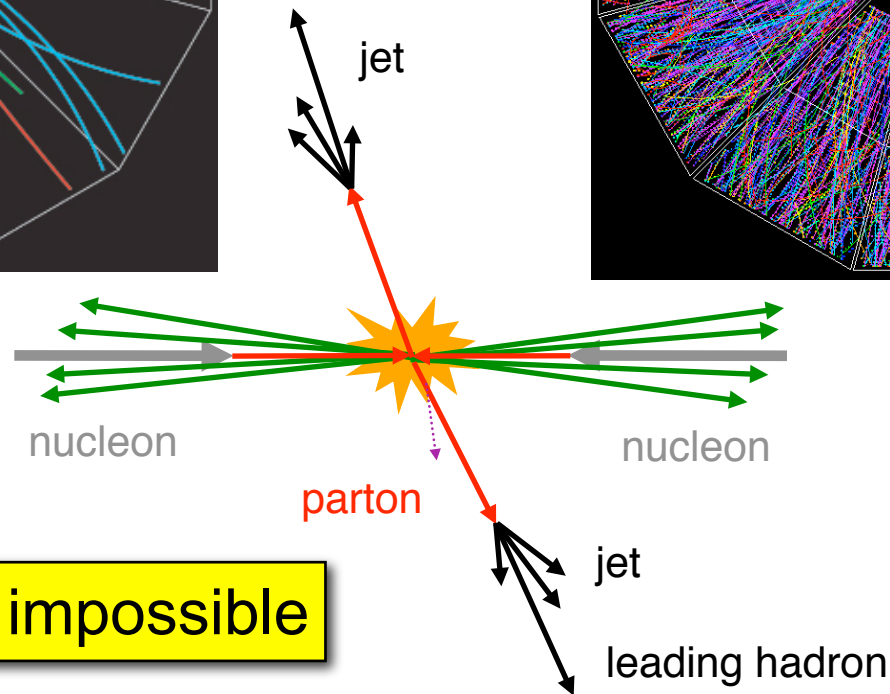 jet
nucleon
nucleon
parton
jet
impossible
leading hadron